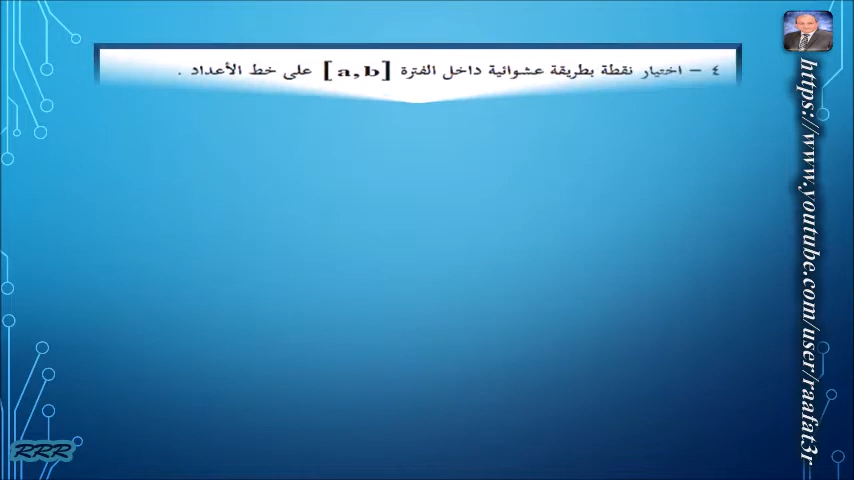 ٤ – اختيار نقطة بطريقة عشوائية داخل الفترة [a,b] على خط الأعداد .
https://www.youtube.com/user/raafat3r
RRR